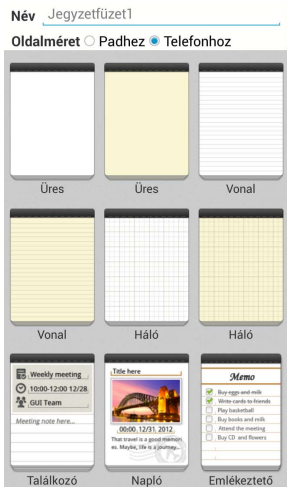 Név Jegyzetfüzet1
Oldalméret Padhez Telefonhoz
Üres Üres Vonal
Vonal Háló Háló
Weekly meeting
10:00-12:00 12/28
GUI Team
Meeting note here...
Title here
00:00 12/31 2012
That travel is a good memori
es. Maybe, life is a journey...
Memo
Buy eggs and milk
Write cards to friends
Play basketball
Buy books and milk
Attend the meeting
Buy CD and flowers
Találkozó Napló Emlékeztető